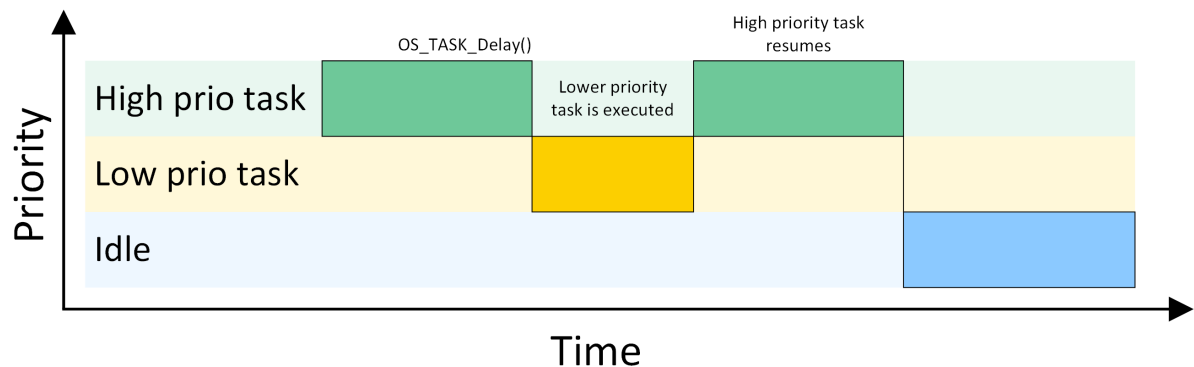 High priority task
resumes
OS_TASK_Delay()
Lower priority
task is executed
High prio task
Low prio task
Idle
Priority
Time